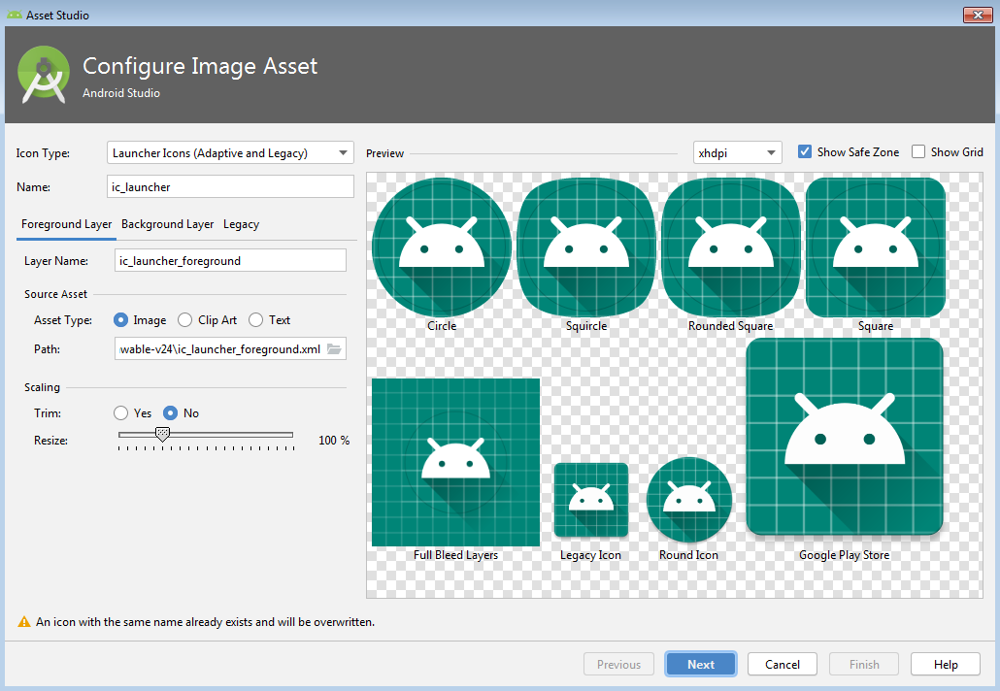 Asset Studio
Configure Image Asset
Android Studio
Icon Type: Launcher Icons (Adaptive and Legacy)
Name: ic_launcher
Foreground Layer Background Layer Legacy
Layer Name: ic_launcher_foreground
Source Asset
Asset Type: Image Clip Art Text
Path: wable-v24\ic_launcher_foreground.xml
Scaling
Trim: Yes No
Resize: 100 %
Preview xhdpi Show Safe Zone Show Grid
Circle Squircle Rounded Square Square
Full Bleed Layers Legacy Icon Round Icon Google Play Store
An icon with the same name already exists and will be overwritten.
Previous Next Cancel Finish Help